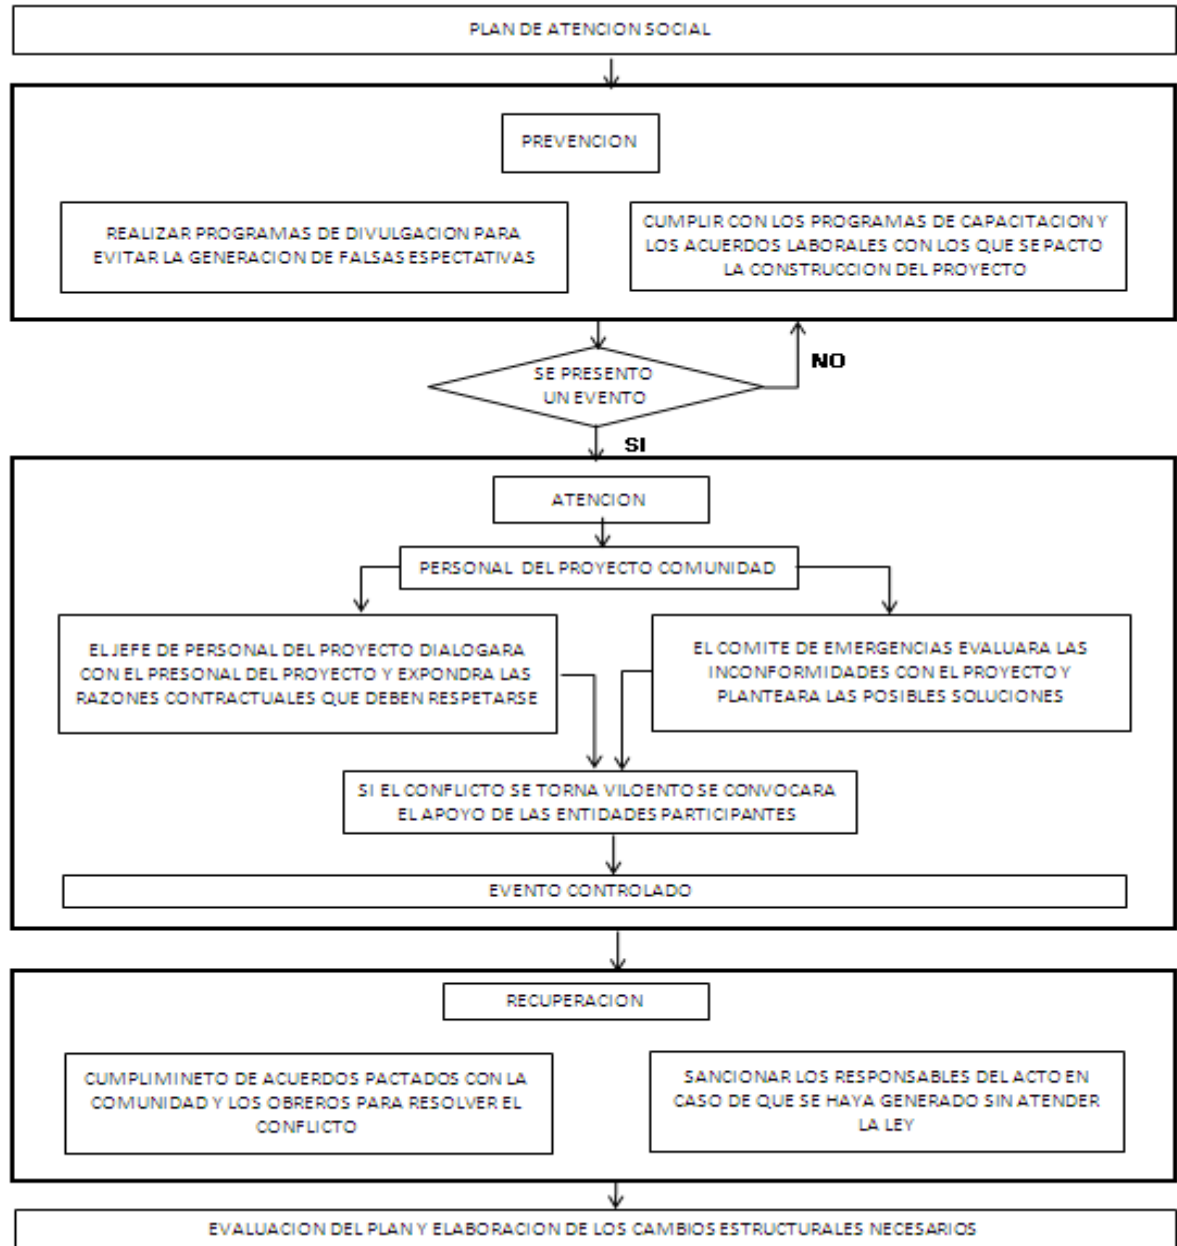 PLAN DE ATENCION SOCIAL
PREVENCION
REALIZAR PROGRAMAS DE DIVULGACION PARA
EVITAR LA GENERACION DE FALSAS ESPECTATIVAS
CUMPLIR CON LOS PROGRAMAS DE CAPACITACION Y
LOS ACUERDOS LABORALES CON LOS QUE SE PACTO
LA CONSTRUCCION DEL PROYECTO
SE PRESENTO
UN EVENTO
NO
SI
ATENCION
PERSONAL DEL PROYECTO COMUNIDAD
EL JEFE DE PERSONAL DEL PROYECTO DIALOGARA
CON EL PRESONAL DEL PROYECTO Y EXPONDRA LAS
RAZONES CONTRACTUALES QUE DEBEN RESPETARSE
EL COMITE DE EMERGENCIAS EVALUARA LAS
INCONFORMIDADES CON EL PROYECTO Y
PLANTEARA LAS POSIBLES SOLUCIONES
SI EL CONFLICTO SE TORNA VILOENTO SE CONVOCARA
EL APOYO DE LAS ENTIDADES PARTICIPANTES
EVENTO CONTROLADO
RECUPERACION
CUMPLIMINETO DE ACUERDOS PACTADOS CON LA
COMUNIDAD Y LOS OBREROS PARA RESOLVER EL
CONFLICTO
SANCIONAR LOS RESPONSABLES DEL ACTO EN
CASO DE QUE SE HAYA GENERADO SIN ATENDER
LA LEY
EVALUACION DEL PLAN Y ELABORACION DE LOS CAMBIOS ESTRUCTURALES NECESARIOS